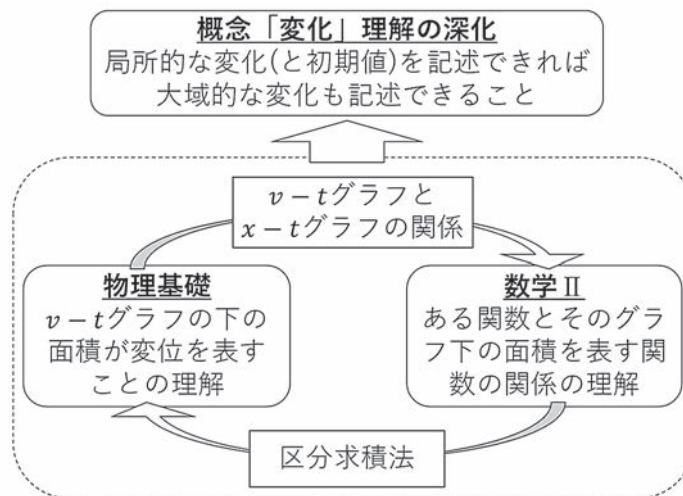 概念「変化」理解の深化
局所的な変化(と初期値)を記述できれば
大域的な変化も記述できること
v－tグラフと
x－tグラフの関係
物理基礎
v－tグラフの下の
面積が変位を表す
ことの理解
数学Ⅱ
ある関数とそのグラ
フ下の面積を表す関
数の関係の理解
区分求積法